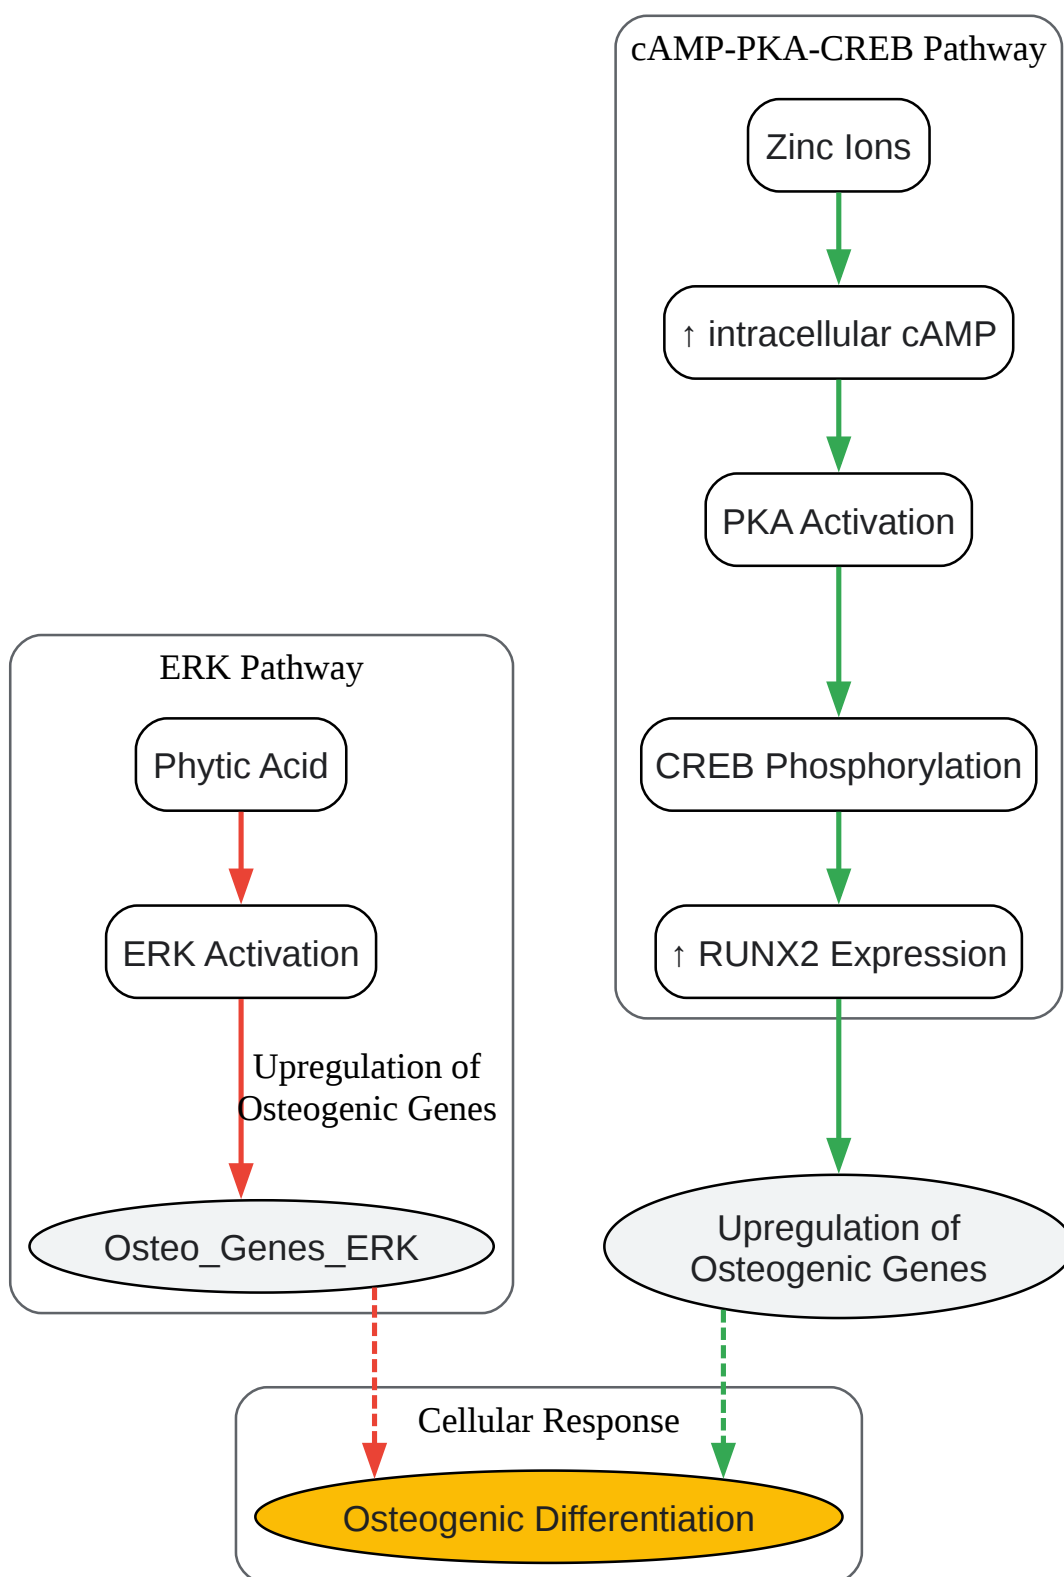 cAMP-PKA-CREB Pathway
Zinc Ions
↑ intracellular cAMP
PKA Activation
CREB Phosphorylation
↑ RUNX2 Expression
Upregulation of
Osteogenic Genes
ERK Pathway
Phytic Acid
ERK Activation
Upregulation of
Osteogenic Genes
Osteo_Genes_ERK
Cellular Response
Osteogenic Differentiation